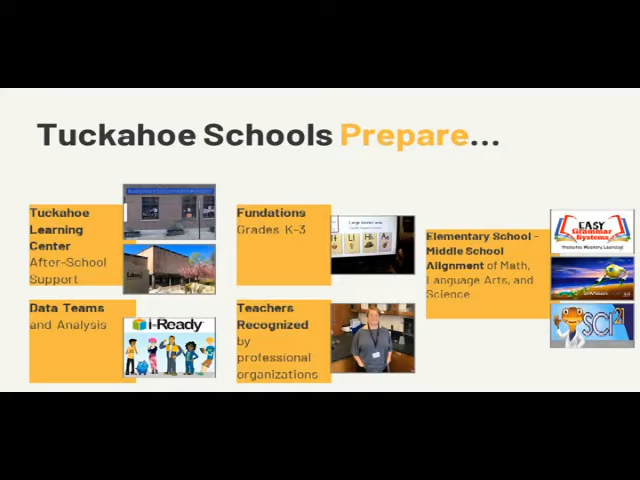 Tuckahoe Schools Prepare...
Tuckahoe
Learning
Center
After-School
Support
Fundations
Grades K-3
Elementary School -
Middle School
Alignment of Math,
Language Arts, and
Science
EASY
Grammar
Systems
Promotes Mastery Learning!
Data Teams
and Analysis
i-Ready
Teachers
Recognized
by
professional
organizations
SCI